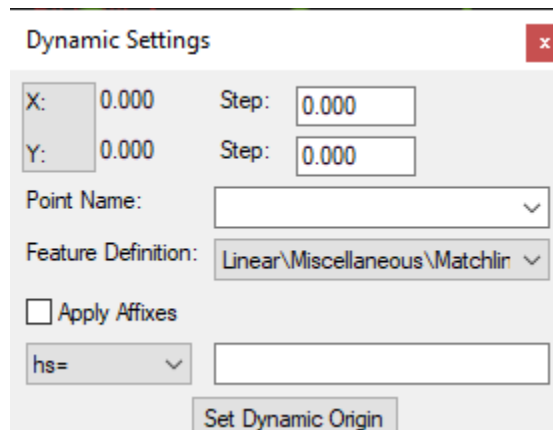 Dynamic Settings
x
X: 0.000 Step: 0.000
Y: 0.000 Step: 0.000
Point Name:
Feature Definition: Linear\Miscellaneous\Matchlin
Apply Affixes
hs=
Set Dynamic Origin